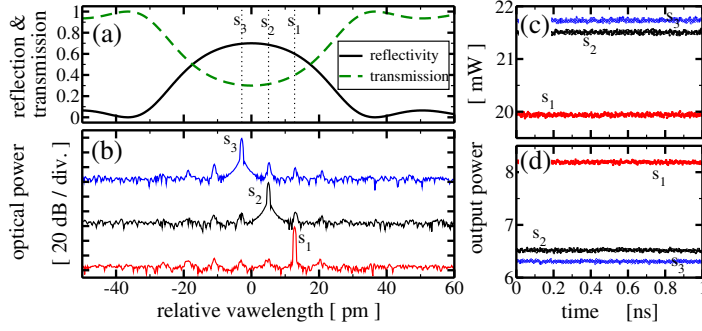 reflection &
transmission
1
0.8
0.6
0.4
0.2
0
(a)
s3
s2
s1
reflectivity
transmission
optical power
[ 20 dB / div. ]
(b)
s3
s2
s1
-40
-20
0
20
40
60
relative vawelength [ pm ]
output power
[ mW ]
22
21
20
(c)
s3
s2
s1
8
7
6
(d)
s1
s2
s3
0
0.2
0.4
0.6
0.8
1
time [ns]